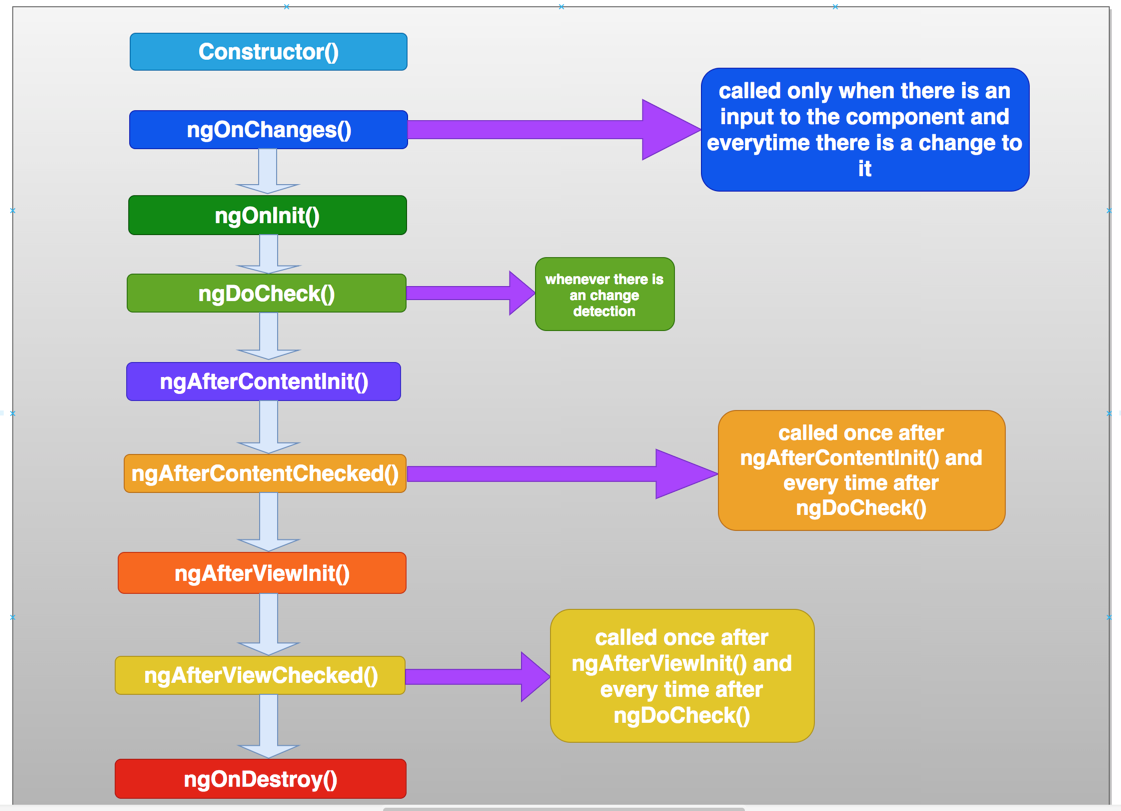 Constructor()
ngOnChanges()
called only when there is an
input to the component and
everytime there is a change to
it
ngOnInit()
ngDoCheck()
whenever there is
an change
detection
ngAfterContentInit()
ngAfterContentChecked()
called once after
ngAfterContentInit() and
every time after
ngDoCheck()
ngAfterViewInit()
ngAfterViewChecked()
called once after
ngAfterViewInit() and
every time after
ngDoCheck()
ngOnDestroy()